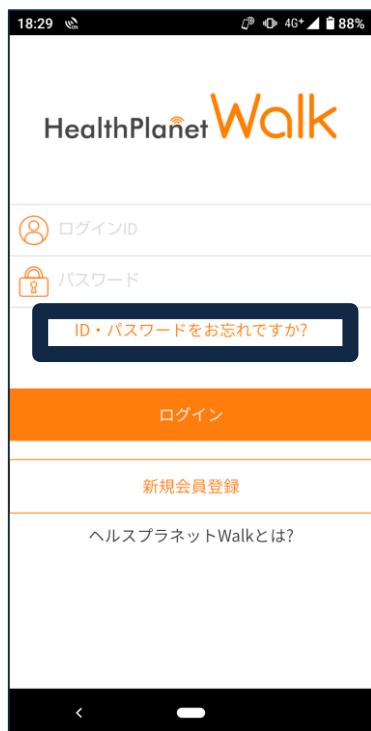 18:29 4G+ 88%
HealthPlanet Walk
ログインID
パスワード
ID・パスワードをお忘れですか?
ログイン
新規会員登録
ヘルスプラネットWalkとは?